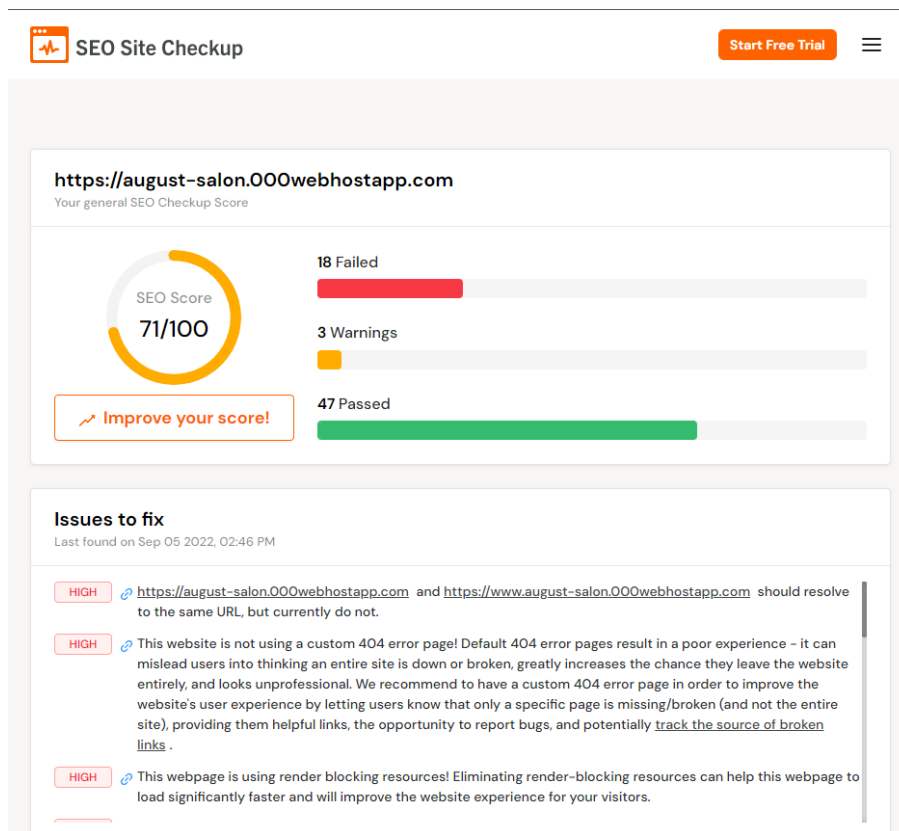 SEO Site Checkup
Start Free Trial
https://august-salon.000webhostapp.com
Your general SEO Checkup Score
SEO Score
71/100
Improve your score!
18 Failed
3 Warnings
47 Passed
Issues to fix
Last found on Sep 05 2022, 02:46 PM
HIGH https://august-salon.000webhostapp.com and https://www.august-salon.000webhostapp.com should resolve
to the same URL, but currently do not.
HIGH This website is not using a custom 404 error page! Default 404 error pages result in a poor experience - it can
mislead users into thinking an entire site is down or broken, greatly increases the chance they leave the website
entirely, and looks unprofessional. We recommend to have a custom 404 error page in order to improve the
website's user experience by letting users know that only a specific page is missing/broken (and not the entire
site), providing them helpful links, the opportunity to report bugs, and potentially track the source of broken
links .
HIGH This webpage is using render blocking resources! Eliminating render-blocking resources can help this webpage to
load significantly faster and will improve the website experience for your visitors.